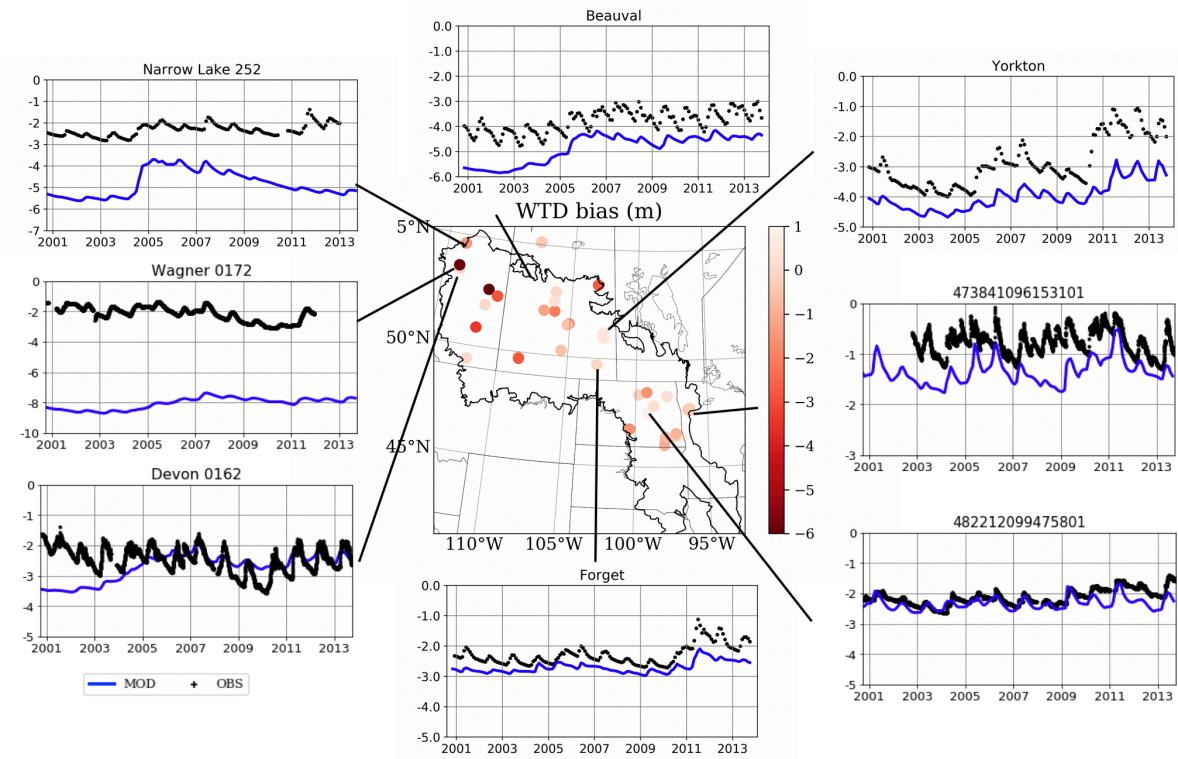 Beauval
0.0
-1.0
-2.0
-3.0
-4.0
-5.0
-6.0
2001 2003 2005 2007 2009 2011 2013
Narrow Lake 252
0
-1
-2
-3
-4
-5
-6
-7
2001 2003 2005 2007 2009 2011 2013
Yorkton
0.0
-1.0
-2.0
-3.0
-4.0
-5.0
2001 2003 2005 2007 2009 2011 2013
WTD bias (m)
5°N
50°N
45°N
110°W 105°W 100°W 95°W
1
0
−1
−2
−3
−4
−5
−6
Wagner 0172
0
-2
-4
-6
-8
-10
2001 2003 2005 2007 2009 2011 2013
473841096153101
0
-1
-2
-3
2001 2003 2005 2007 2009 2011 2013
Devon 0162
0
-1
-2
-3
-4
-5
2001 2003 2005 2007 2009 2011 2013
MOD OBS
482212099475801
0
-1
-2
-3
-4
-5
2001 2003 2005 2007 2009 2011 2013
Forget
0.0
-1.0
-2.0
-3.0
-4.0
-5.0
2001 2003 2005 2007 2009 2011 2013